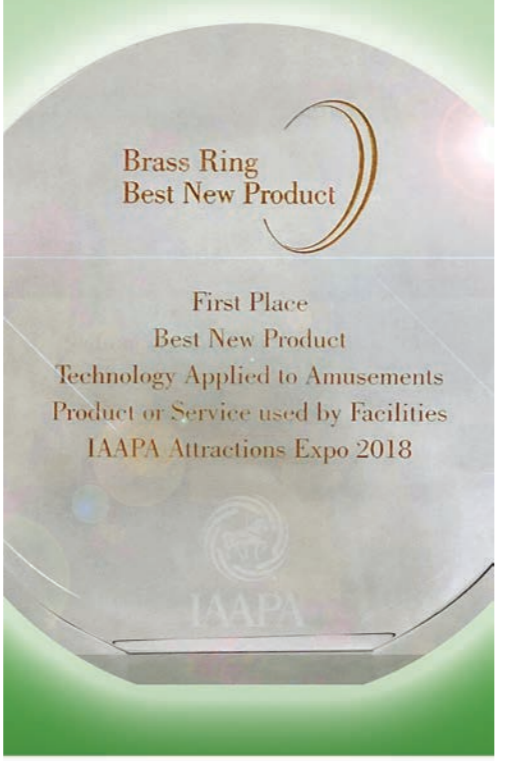 Brass Ring
Best New Product
First Place
Best New Product
Technology Applied to Amusements
Product or Service used by Facilities
IAAPA Attractions Expo 2018
IAAPA